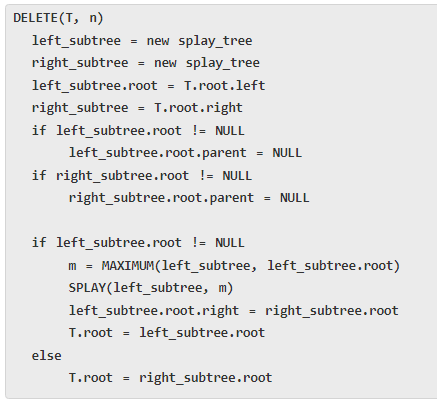 DELETE(T, n)
left_subtree = new splay_tree
right_subtree = new splay_tree
left_subtree.root = T.root.left
right_subtree = T.root.right
if left_subtree.root != NULL
left_subtree.root.parent = NULL
if right_subtree.root != NULL
right_subtree.root.parent = NULL
if left_subtree.root != NULL
m = MAXIMUM(left_subtree, left_subtree.root)
SPLAY(left_subtree, m)
left_subtree.root.right = right_subtree.root
T.root = left_subtree.root
else
T.root = right_subtree.root